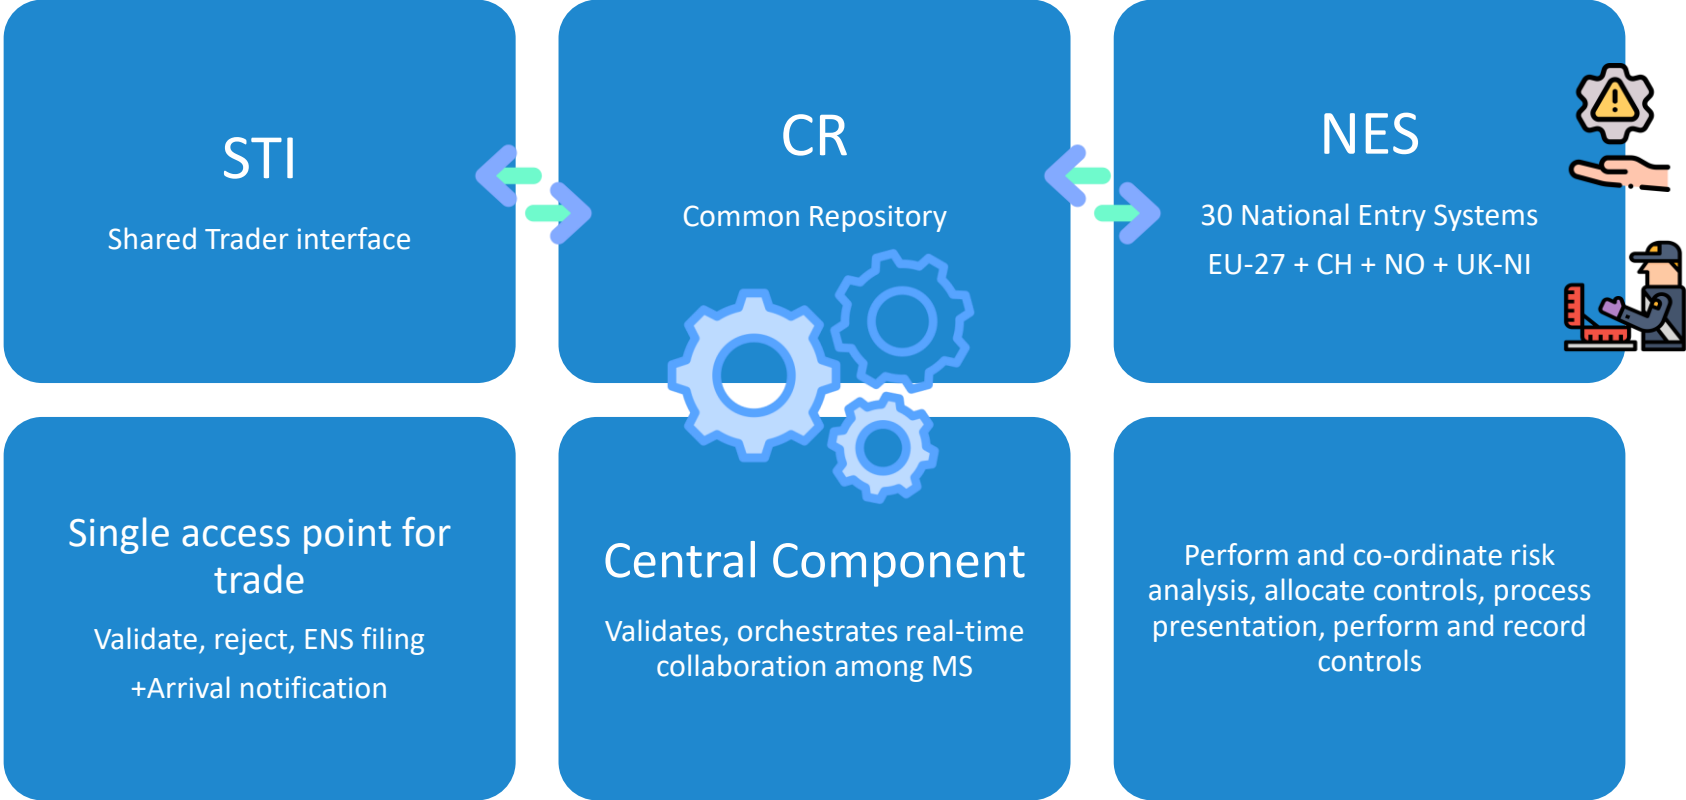 STI
Shared Trader interface
CR
Common Repository
NES
30 National Entry Systems
EU-27 + CH + NO + UK-NI
Single access point for
trade
Validate, reject, ENS filing
+Arrival notification
Central Component
Validates, orchestrates real-time
collaboration among MS
Perform and co-ordinate risk
analysis, allocate controls, process
presentation, perform and record
controls